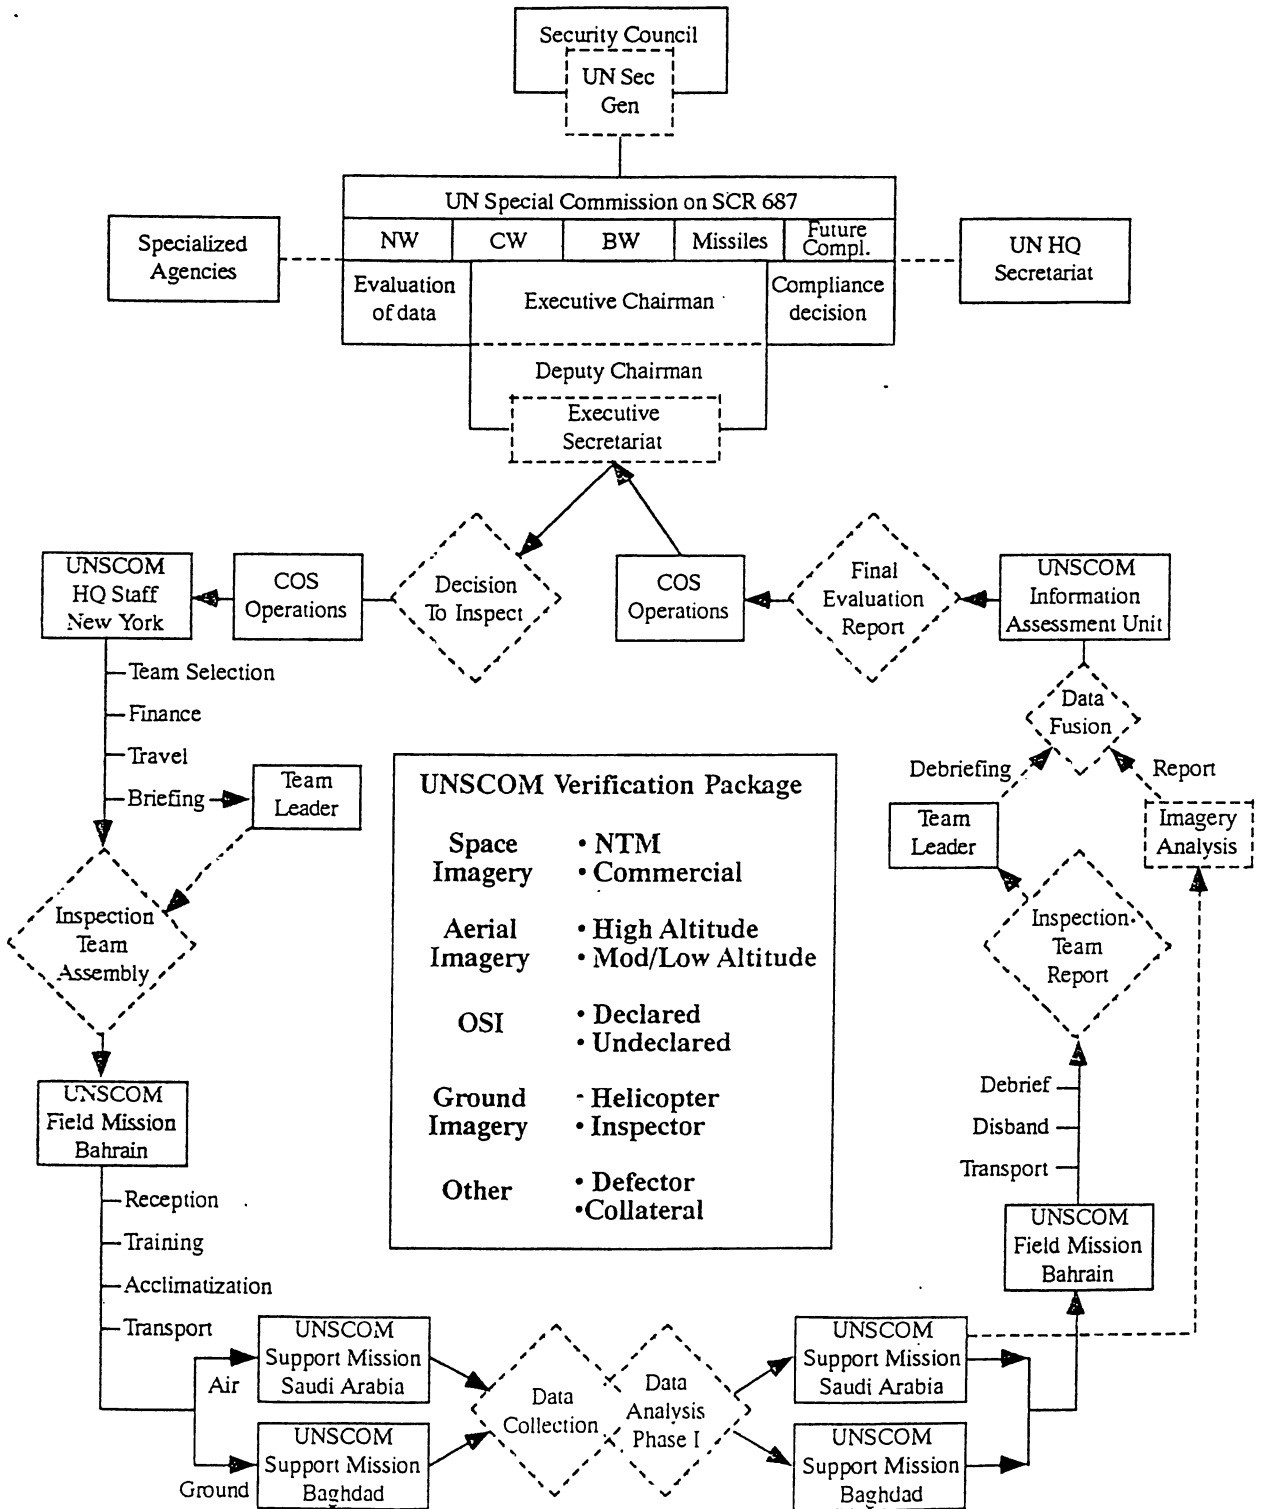 Security Council
UN Sec
Gen
UN Special Commission on SCR 687
NW
CW
BW
Missiles
Future
Compl.
Specialized
Agencies
UN HQ
Secretariat
Evaluation
of data
Executive Chairman
Compliance
decision
Deputy Chairman
Executive
Secretariat
UNSCOM
HQ Staff
New York
COS
Operations
Decision
To Inspect
COS
Operations
Final
Evaluation
Report
UNSCOM
Information
Assessment Unit
Team Selection
Finance
Travel
Briefing
Team
Leader
Data
Fusion
Debriefing
Report
Team
Leader
Imagery
Analysis
UNSCOM Verification Package
Space
Imagery
• NTM
• Commercial
Aerial
Imagery
• High Altitude
• Mod/Low Altitude
OSI
• Declared
• Undeclared
Ground
Imagery
- Helicopter
• Inspector
Other
• Defector
•Collateral
Inspection
Team
Assembly
Inspection
Team
Report
UNSCOM
Field Mission
Bahrain
Debrief
Disband
Transport
Reception
Training
Acclimatization
Transport
UNSCOM
Field Mission
Bahrain
Air
Ground
UNSCOM
Support Mission
Saudi Arabia
UNSCOM
Support Mission
Baghdad
Data
Collection
Data
Analysis
Phase I
UNSCOM
Support Mission
Saudi Arabia
UNSCOM
Support Mission
Baghdad